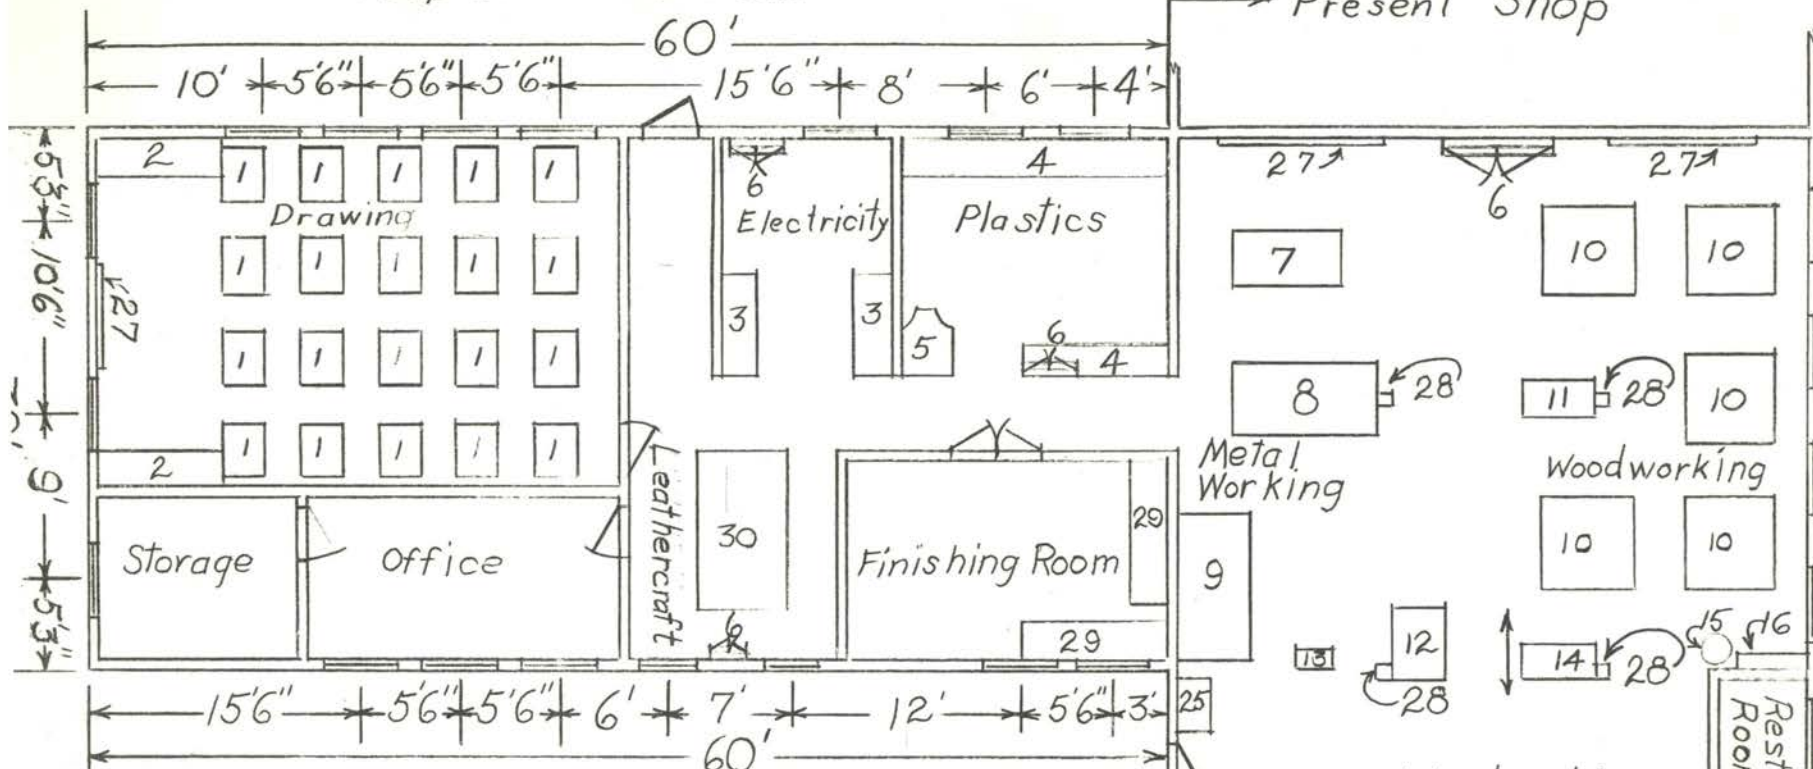 Present Shop
60'
10' 5'6" 5'6" 5'6" 15'6" 8' 6' 4'
5'3"
10'6"
9'
5'3"
2
1 1 1 1 1
Drawing
1 1 1 1 1
27
1 1 1 1 1
1 1 1 1 1
2
6
Electricity
3 3
4
Plastics
5
6
4
27 6 27
7
10 10
8 28
11 28 10
Metal
Working
Woodworking
Storage
Office
Leathercraft
30
6
Finishing Room
29
29
9
10 10
13
12
28
14 28
15 16
25
Rest
15'6" 5'6" 5'6" 6' 7' 12' 5'6" 3'
60'